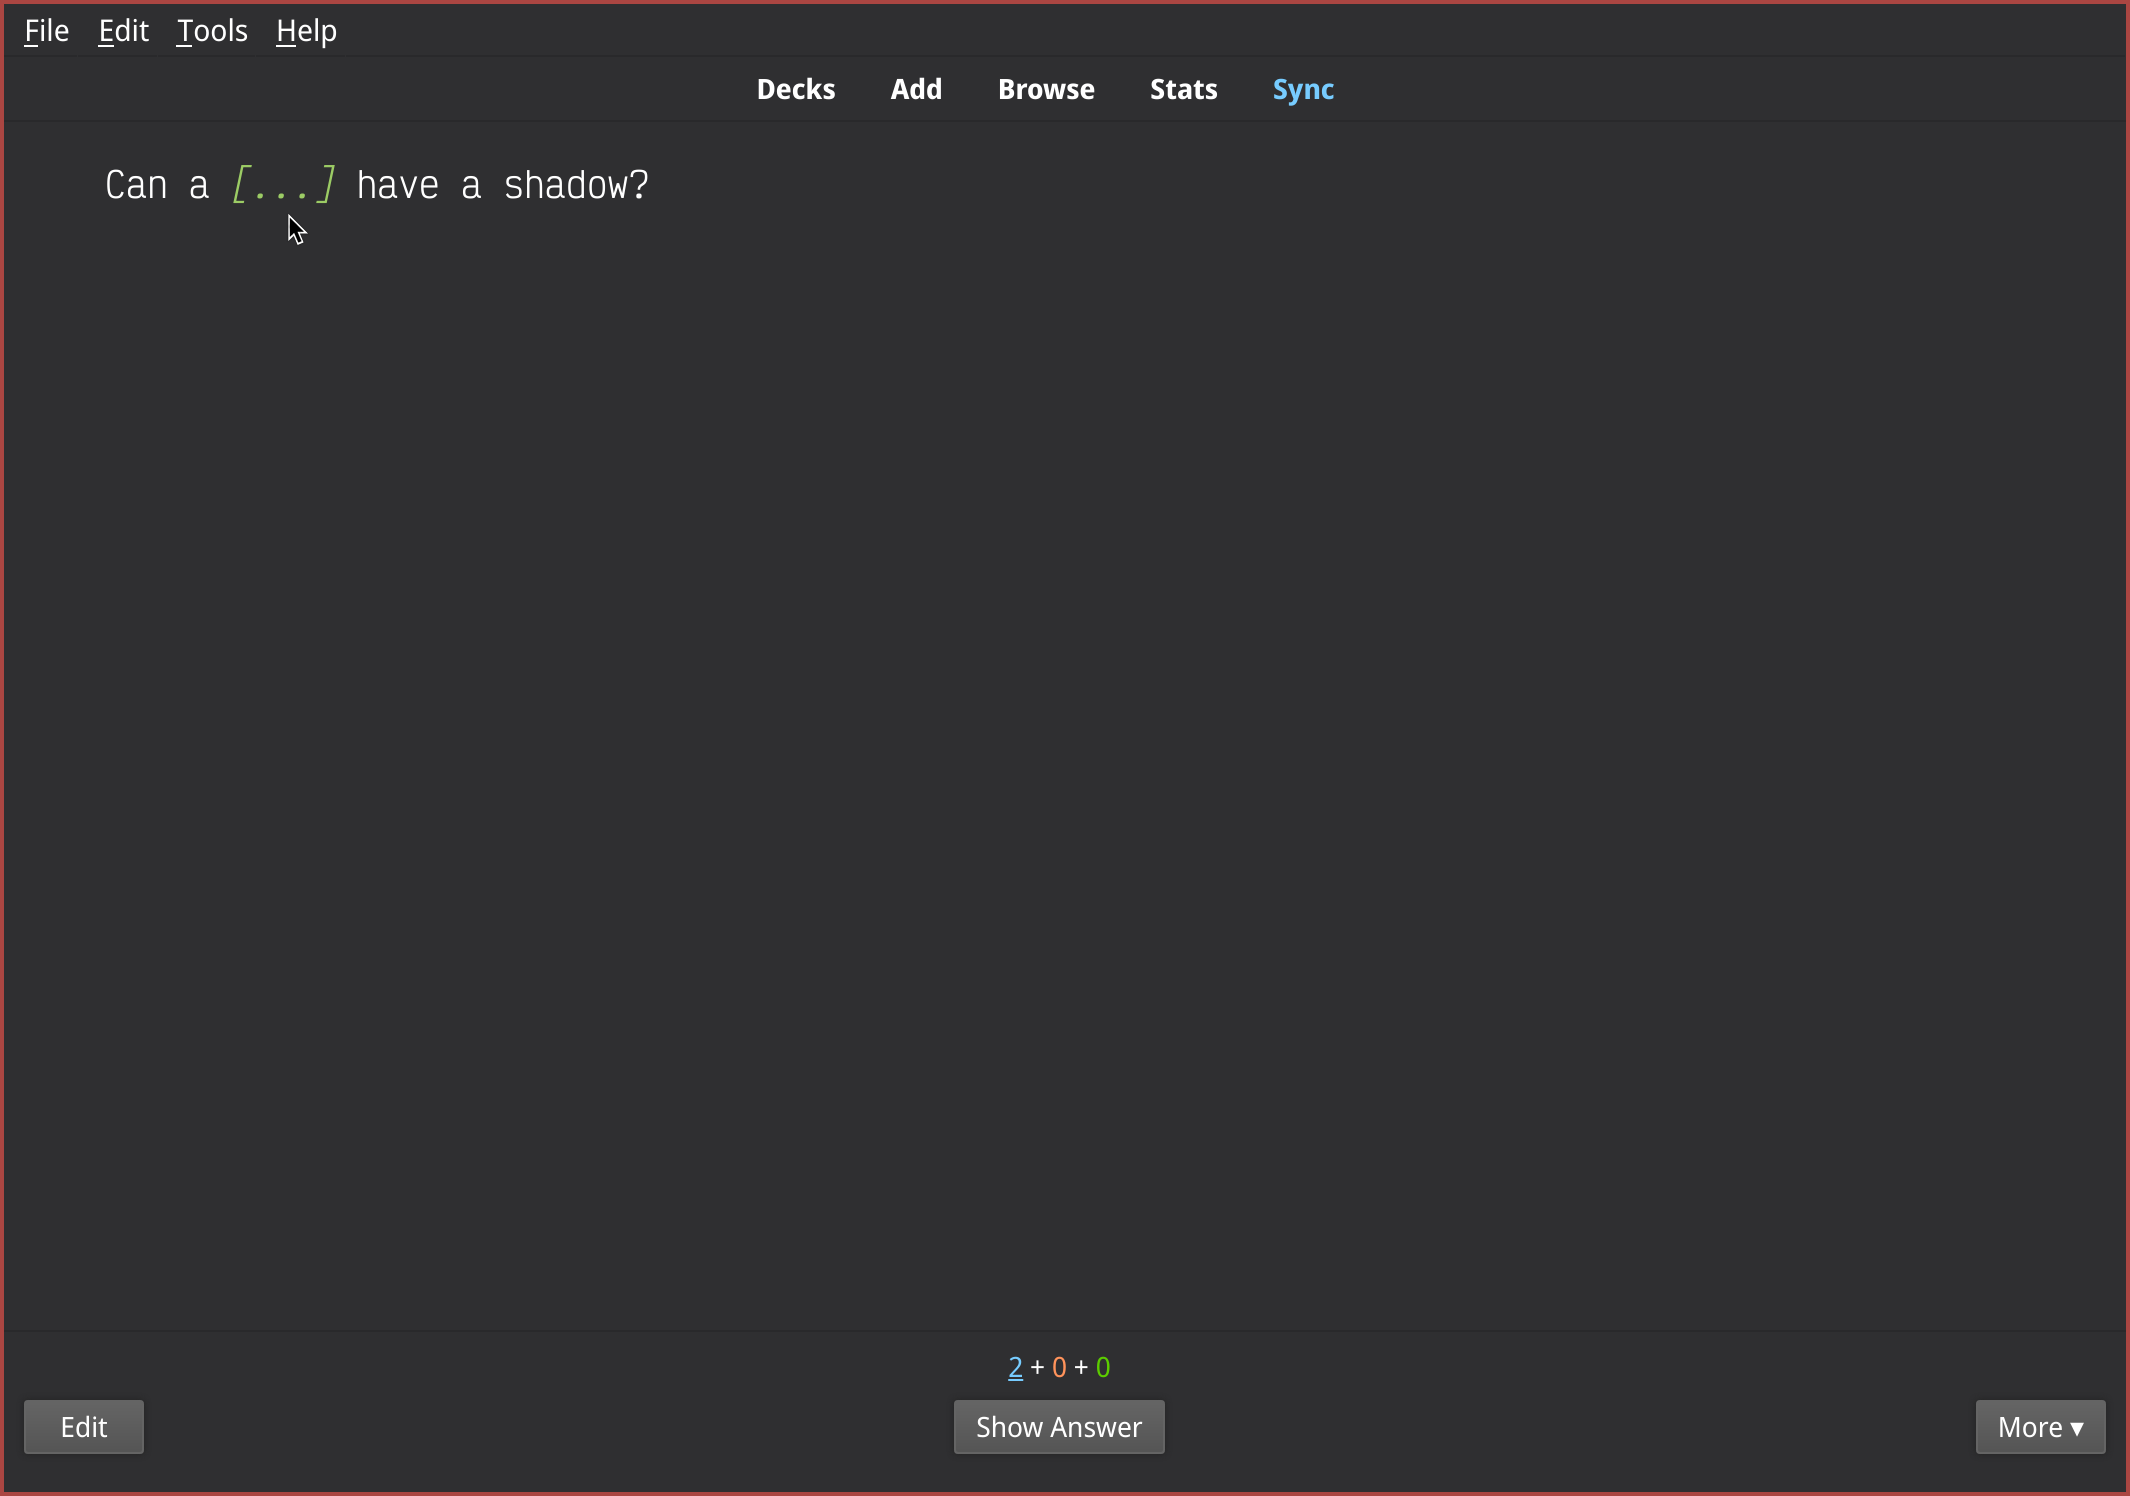 File Edit Tools Help
Decks Add Browse Stats Sync
Can a [...] have a shadow?
2 + 0 + 0
Edit Show Answer More ▾